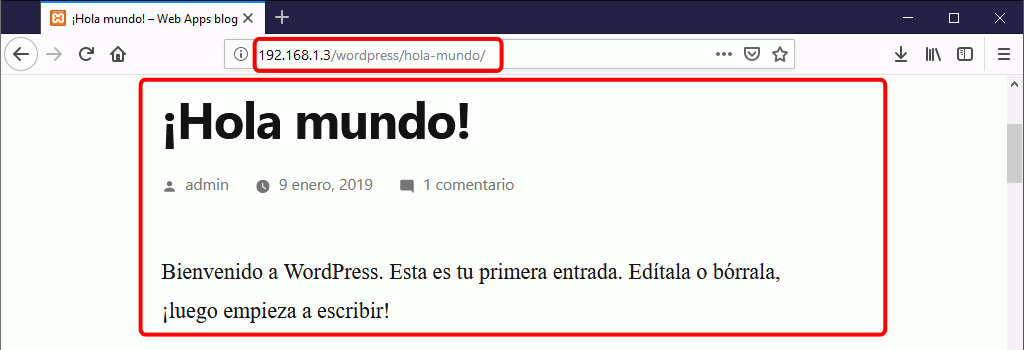 ¡Hola mundo! – Web Apps blog
192.168.1.3/wordpress/hola-mundo/
¡Hola mundo!
admin 9 enero, 2019 1 comentario
Bienvenido a WordPress. Esta es tu primera entrada. Edítala o bórrala,
¡luego empieza a escribir!